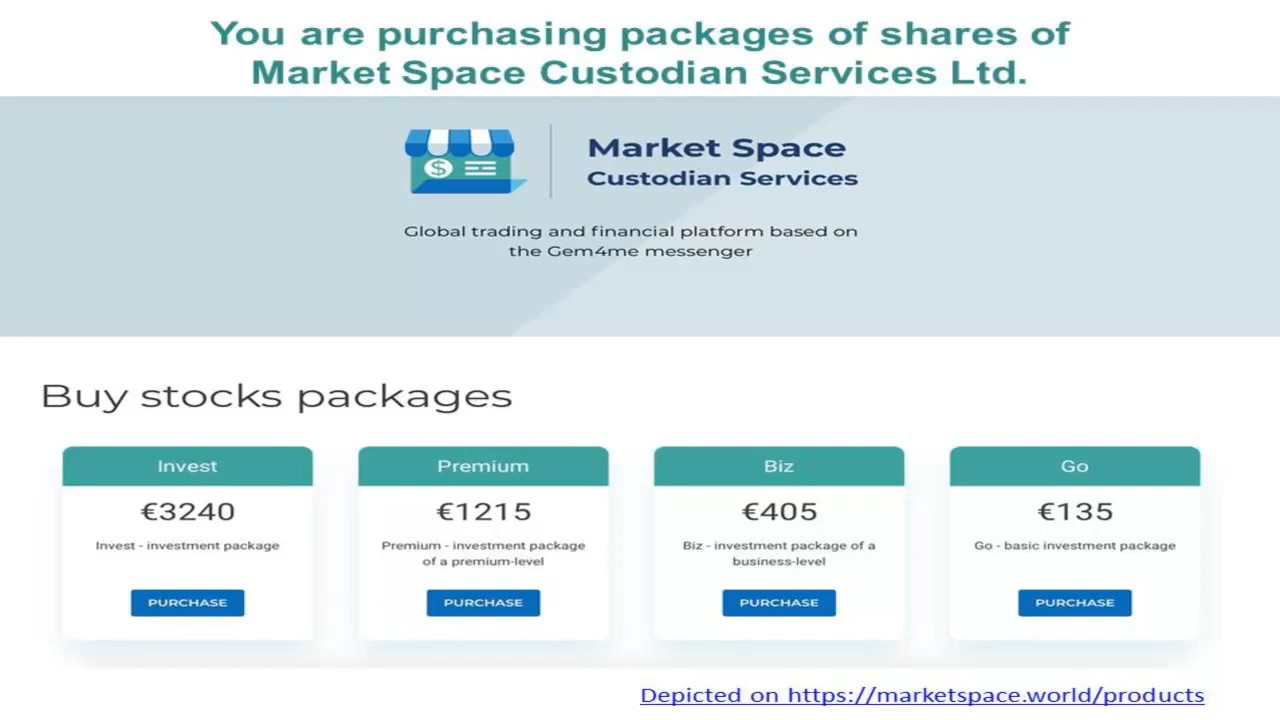 You are purchasing packages of shares of
Market Space Custodian Services Ltd.
$
Market Space
Custodian Services
Global trading and financial platform based on
the Gem4me messenger
Buy stocks packages
Invest
€3240
Invest - investment package
PURCHASE
Premium
€1215
Premium - investment package
of a premium-level
PURCHASE
Biz
€405
Biz - investment package of a
business-level
PURCHASE
Go
€135
Go - basic investment package
PURCHASE
Depicted on https://marketspace.world/products